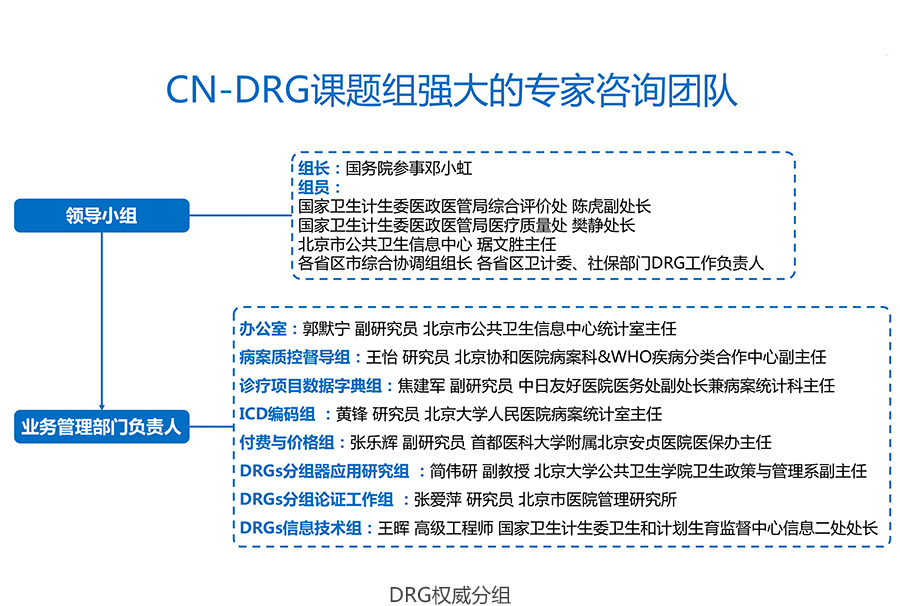 CN-DRG课题组强大的专家咨询团队
领导小组
组长：国务院参事邓小虹
组员：
国家卫生计生委医政医管局综合评价处 陈虎副处长
国家卫生计生委医政医管局医疗质量处 樊静处长
北京市公共卫生信息中心 琚文胜主任
各省区市综合协调组组长 各省区卫计委、社保部门DRG工作负责人
业务管理部门负责人
办公室：郭默宁 副研究员 北京市公共卫生信息中心统计室主任
病案质控督导组：王怡 研究员 北京协和医院病案科&WHO疾病分类合作中心副主任
诊疗项目数据字典组：焦建军 副研究员 中日友好医院医务处副处长兼病案统计科主任
ICD编码组 ：黄锋 研究员 北京大学人民医院病案统计室主任
付费与价格组：张乐辉 副研究员 首都医科大学附属北京安贞医院医保办主任
DRGs分组器应用研究组 ：简伟研 副教授 北京大学公共卫生学院卫生政策与管理系副主任
DRGs分组论证工作组 ：张爱萍 研究员 北京市医院管理研究所
DRGs信息技术组：王晖 高级工程师 国家卫生计生委卫生和计划生育监督中心信息二处处长
DRG权威分组